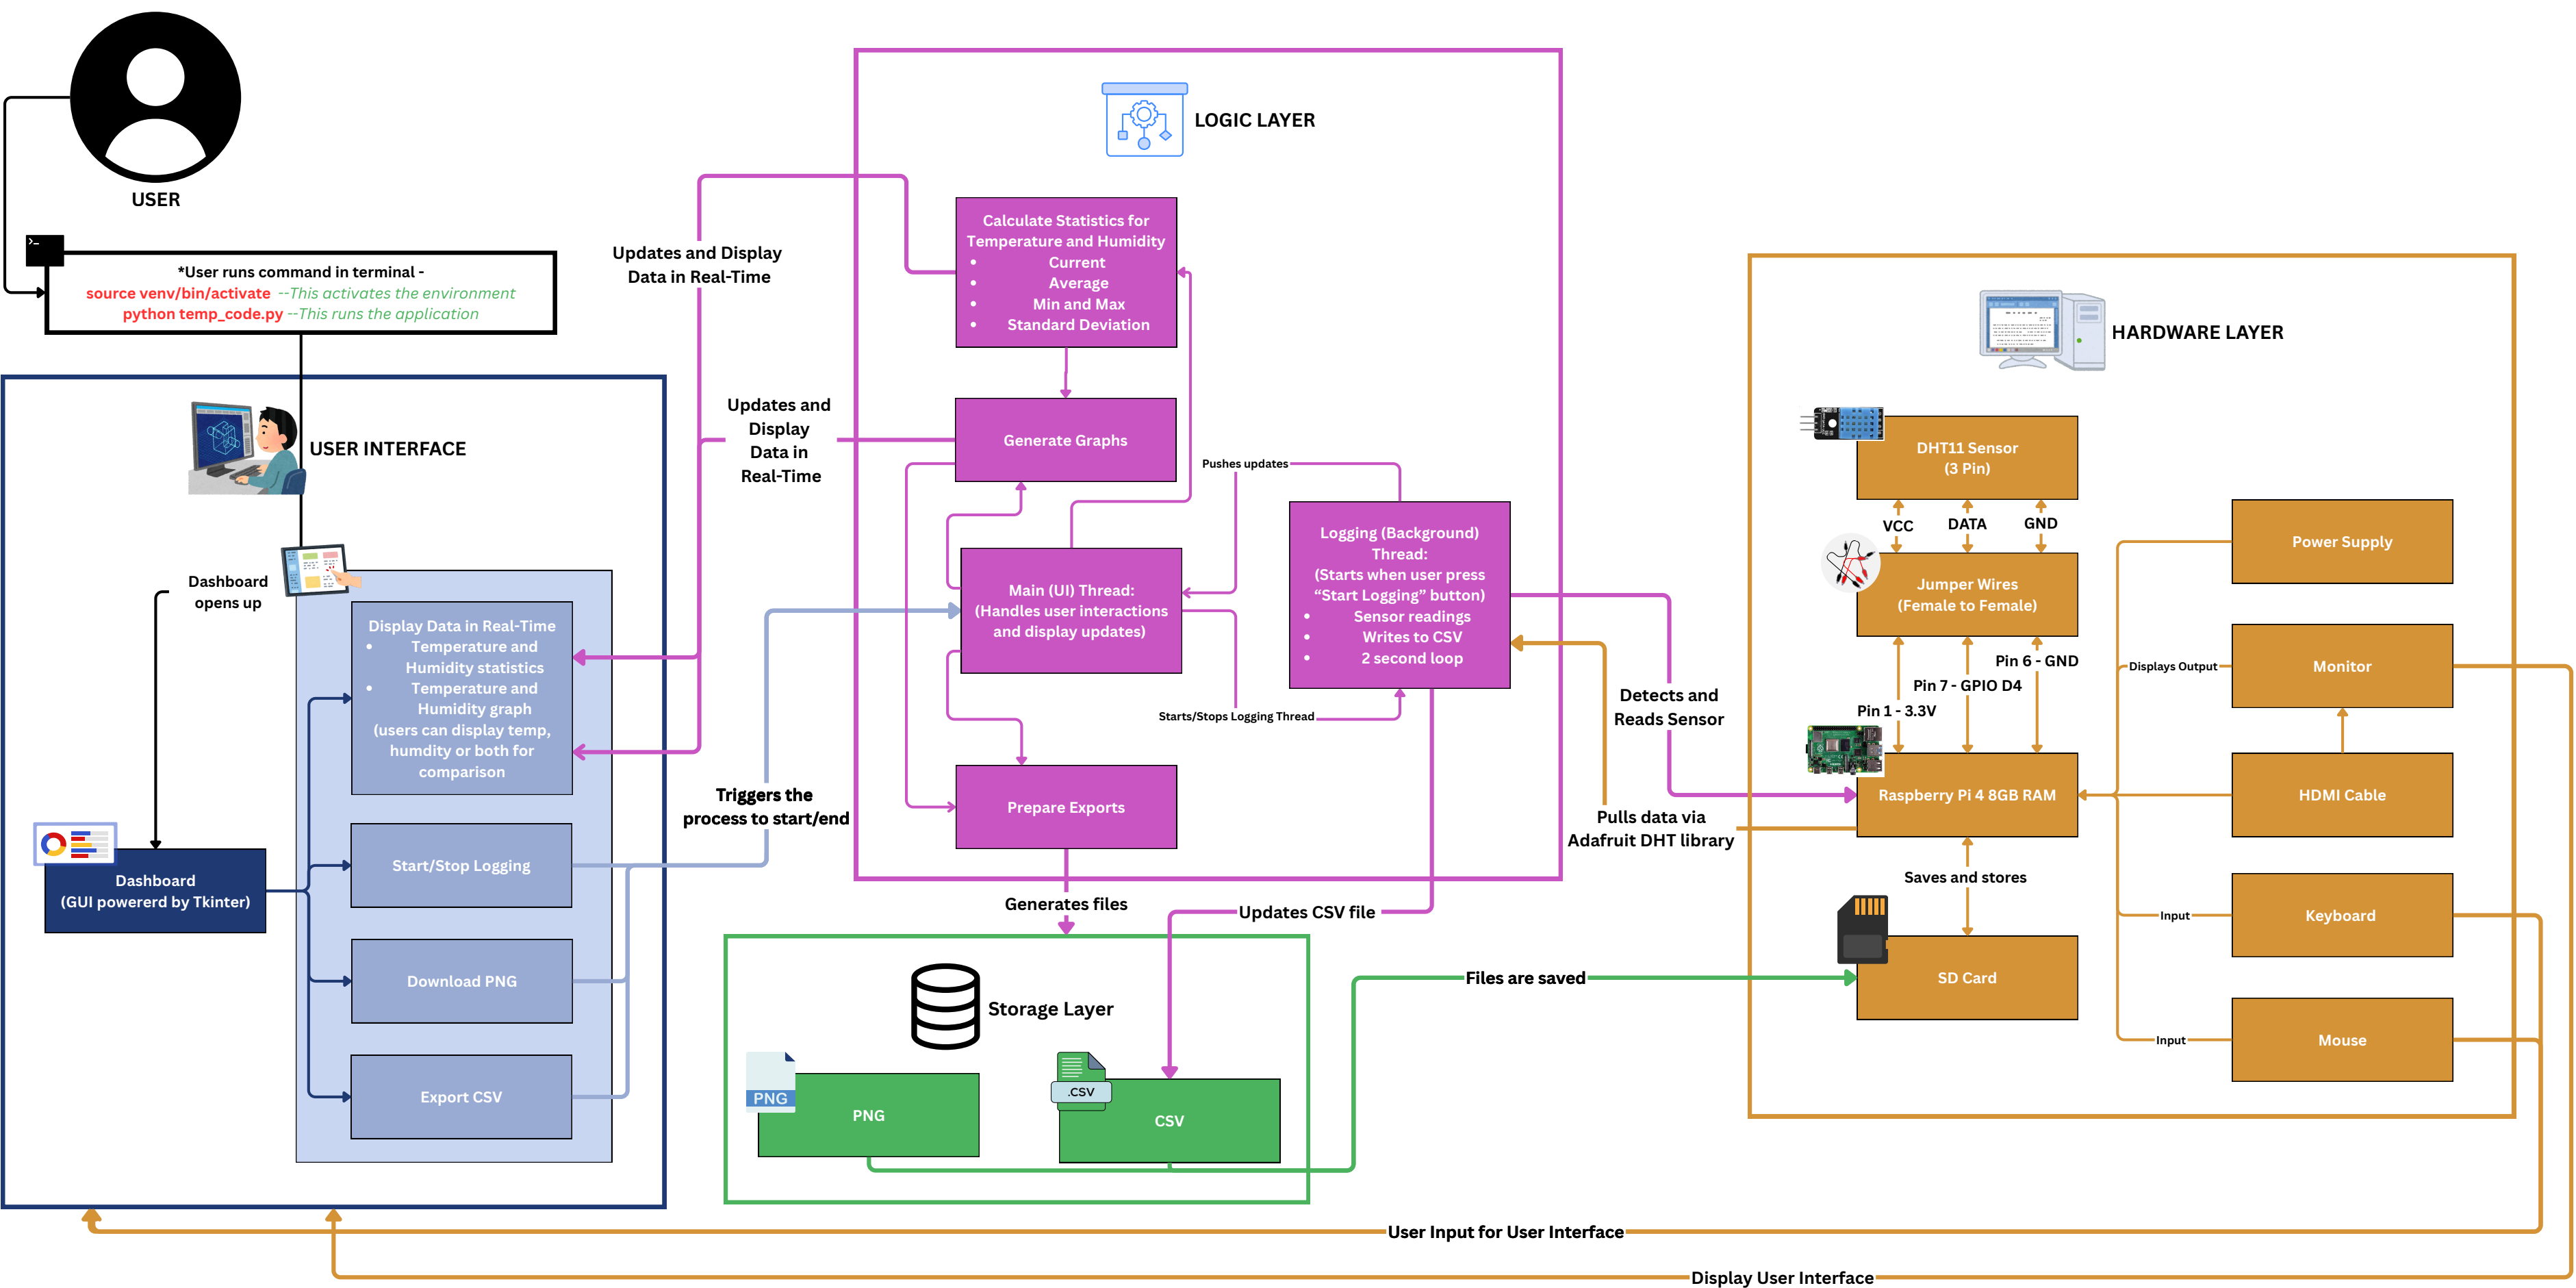 USER
>_
*User runs command in terminal -
source venv/bin/activate --This activates the environment
python temp_code.py --This runs the application
USER INTERFACE
Dashboard
opens up
Dashboard
(GUI powererd by Tkinter)
Display Data in Real-Time
• Temperature and
Humidity statistics
• Temperature and
Humidity graph
(users can display temp,
humdity or both for
comparison
Start/Stop Logging
Download PNG
Export CSV
Updates and Display
Data in Real-Time
Updates and
Display
Data in
Real-Time
Triggers the
process to start/end
LOGIC LAYER
Calculate Statistics for
Temperature and Humidity
• Current
• Average
• Min and Max
• Standard Deviation
Generate Graphs
Pushes updates
Main (UI) Thread:
(Handles user interactions
and display updates)
Logging (Background)
Thread:
(Starts when user press
“Start Logging” button)
• Sensor readings
• Writes to CSV
• 2 second loop
Starts/Stops Logging Thread
Prepare Exports
Generates files
Updates CSV file
Storage Layer
PNG
PNG
.CSV
CSV
Files are saved
Detects and
Reads Sensor
Pulls data via
Adafruit DHT library
HARDWARE LAYER
DHT11 Sensor
(3 Pin)
VCC
DATA
GND
Jumper Wires
(Female to Female)
Pin 6 - GND
Pin 7 - GPIO D4
Pin 1 - 3.3V
Raspberry Pi 4 8GB RAM
Saves and stores
SD Card
Power Supply
Displays Output
Monitor
HDMI Cable
Input
Keyboard
Input
Mouse
User Input for User Interface
Display User Interface